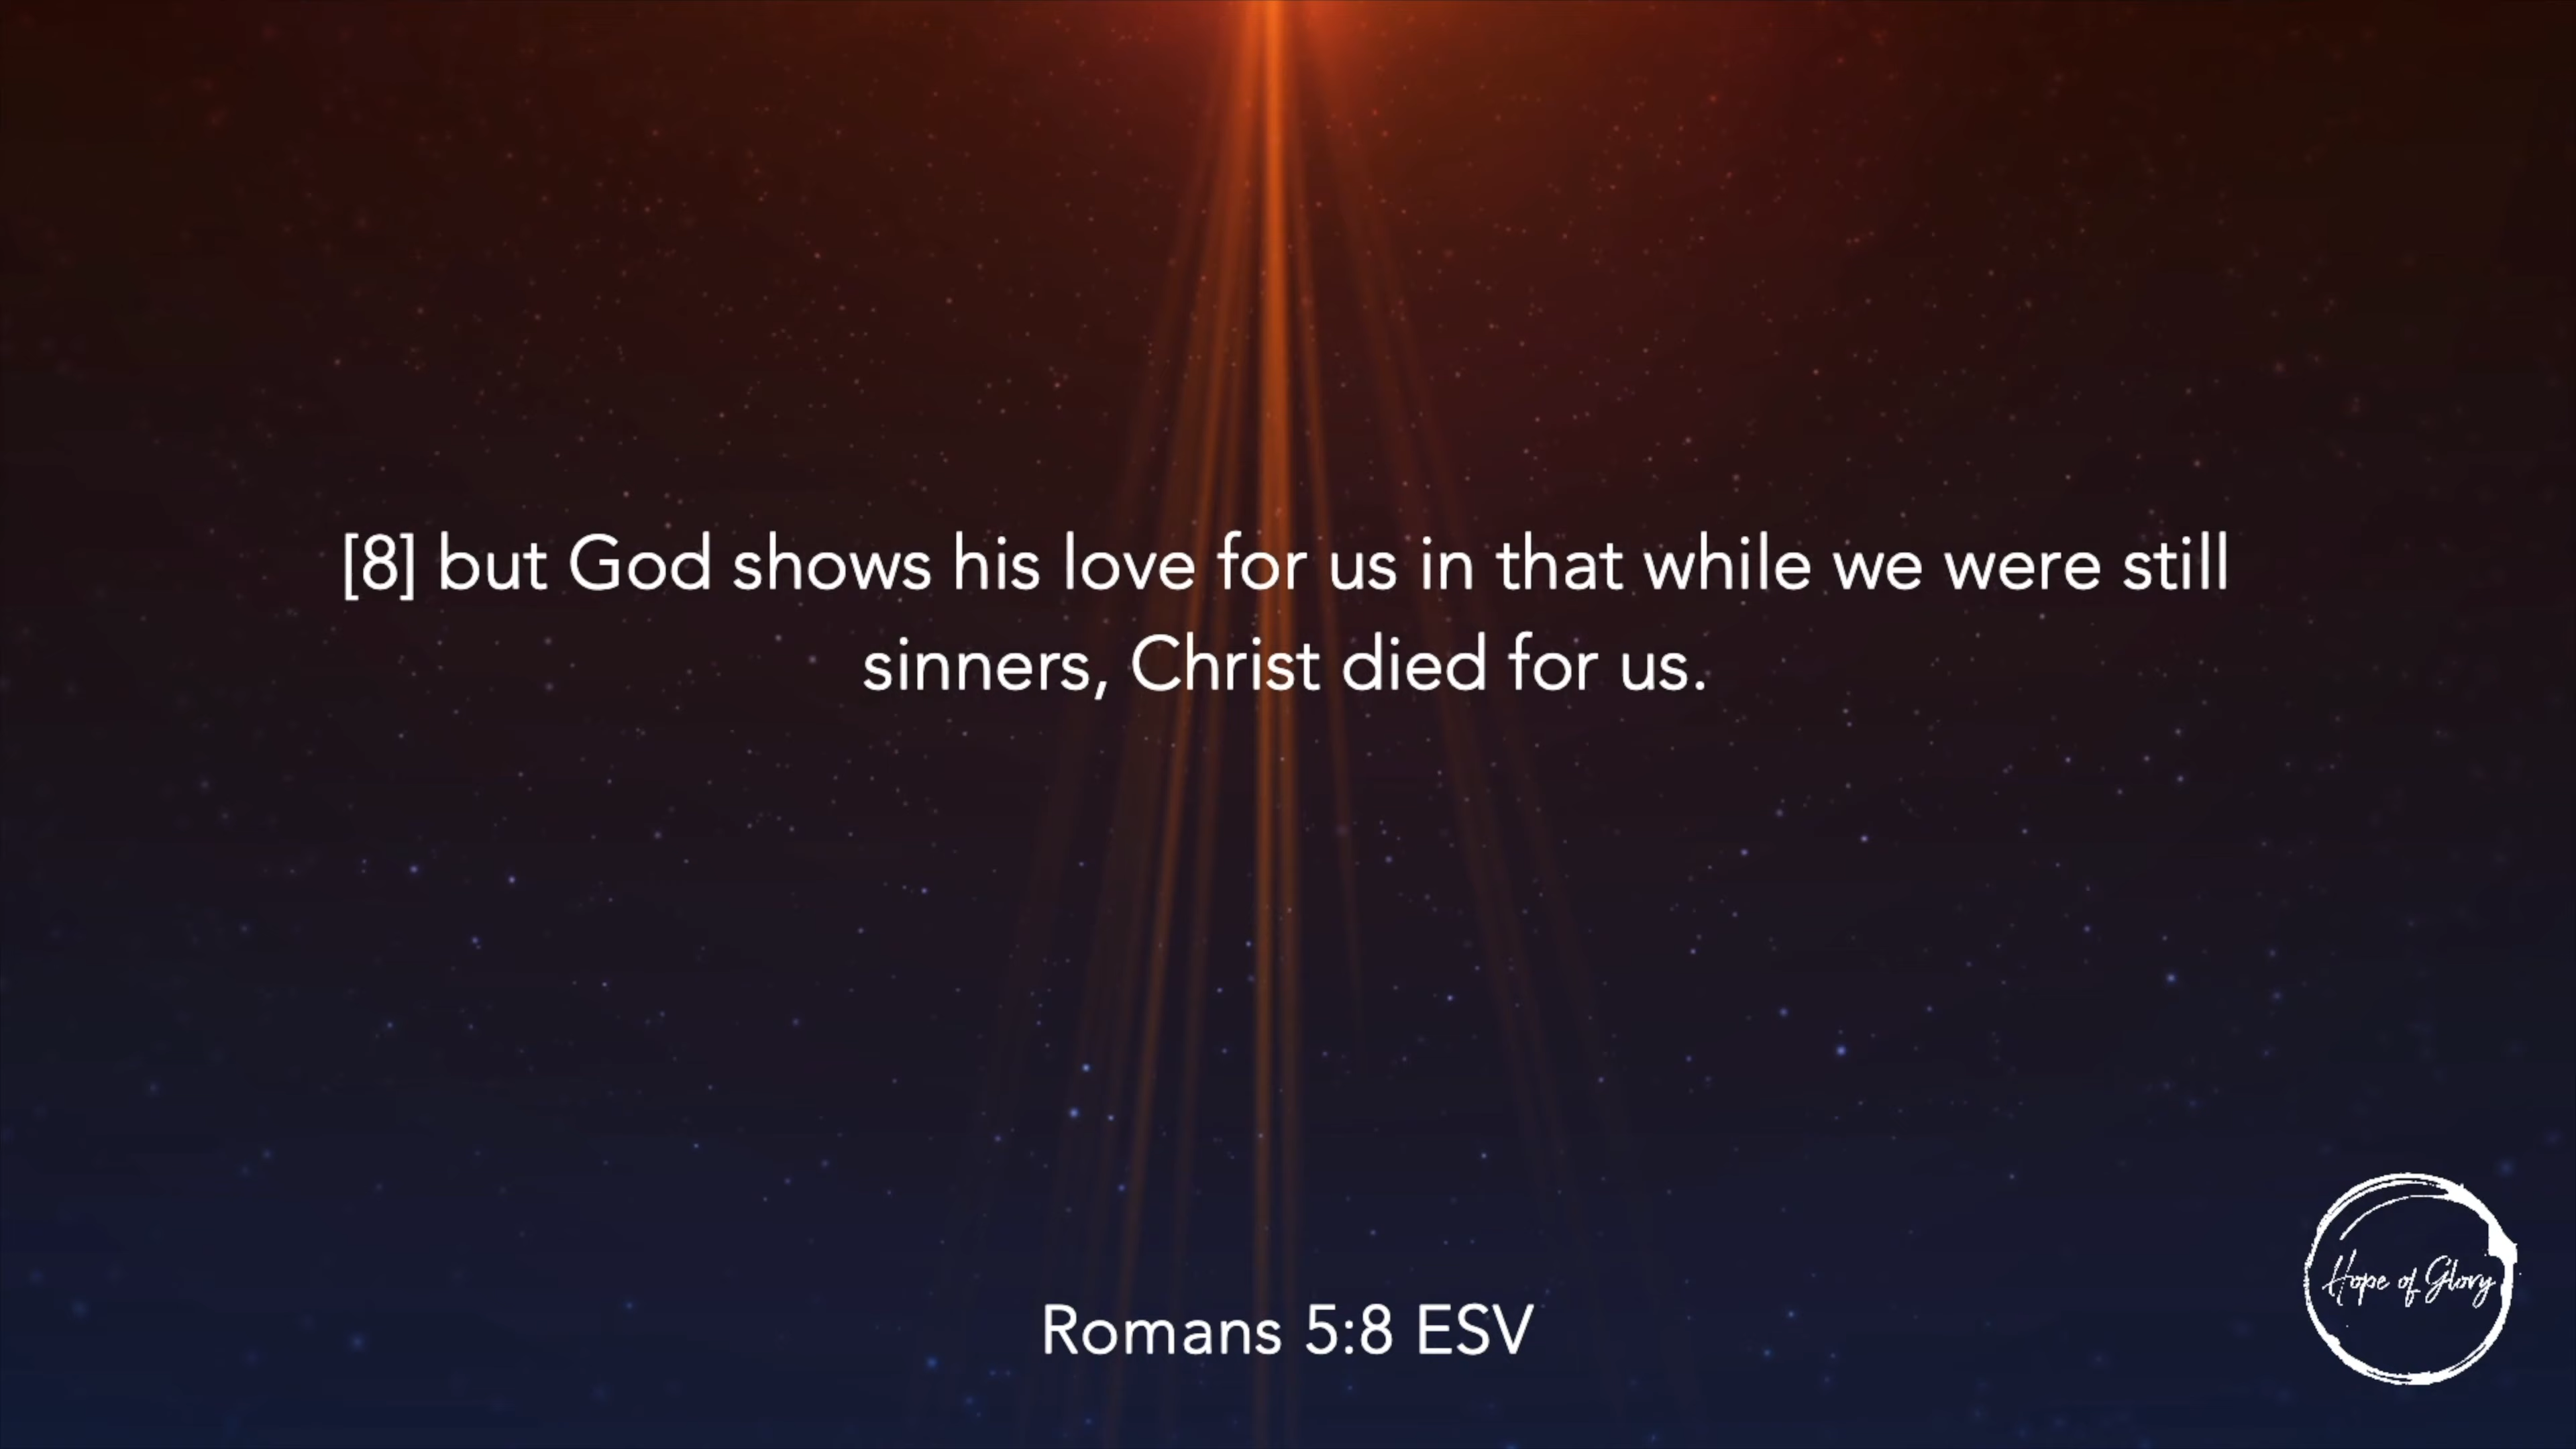 [8] but God shows his love for us in that while we were still
sinners, Christ died for us.
Romans 5:8 ESV
Hope of Glory